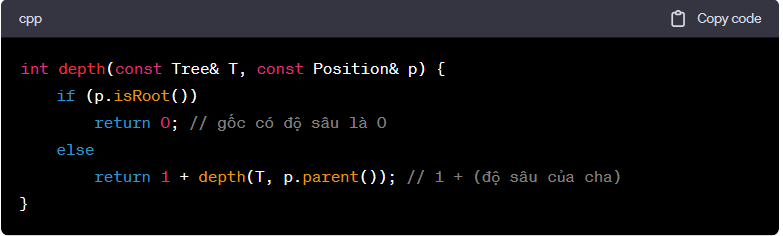 cpp Copy code
int depth(const Tree& T, const Position& p) {
    if (p.isRoot())
        return 0; // gốc có độ sâu là 0
    else
        return 1 + depth(T, p.parent()); // 1 + (độ sâu của cha)
}